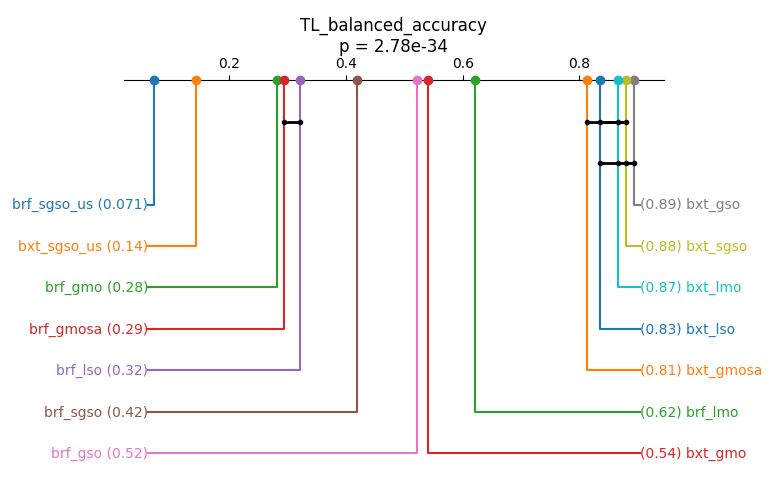 TL_balanced_accuracy
p = 2.78e-34
0.2 0.4 0.6 0.8
brf_sgso_us (0.071) (0.89) bxt_gso
bxt_sgso_us (0.14) (0.88) bxt_sgso
brf_gmo (0.28) (0.87) bxt_lmo
brf_gmosa (0.29) (0.83) bxt_lso
brf_lso (0.32) (0.81) bxt_gmosa
brf_sgso (0.42) (0.62) brf_lmo
brf_gso (0.52) (0.54) bxt_gmo